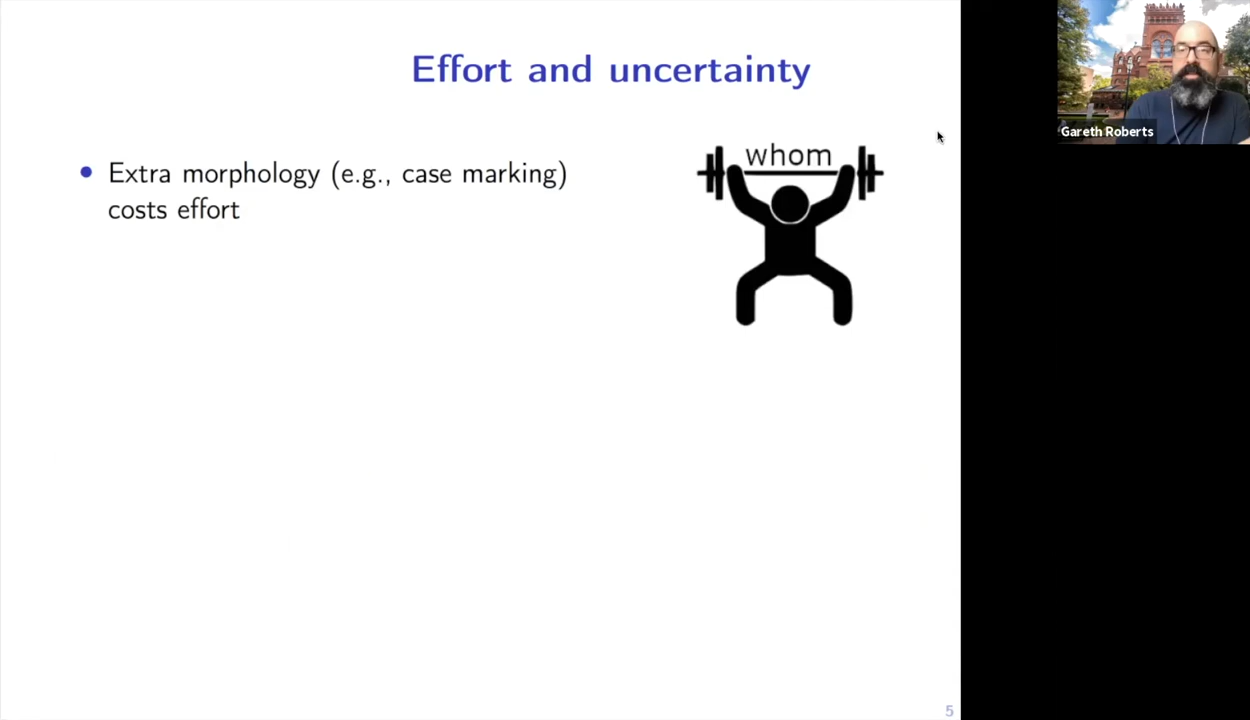 Effort and uncertainty
Gareth Roberts
whom
• Extra morphology (e.g., case marking)
costs effort
5